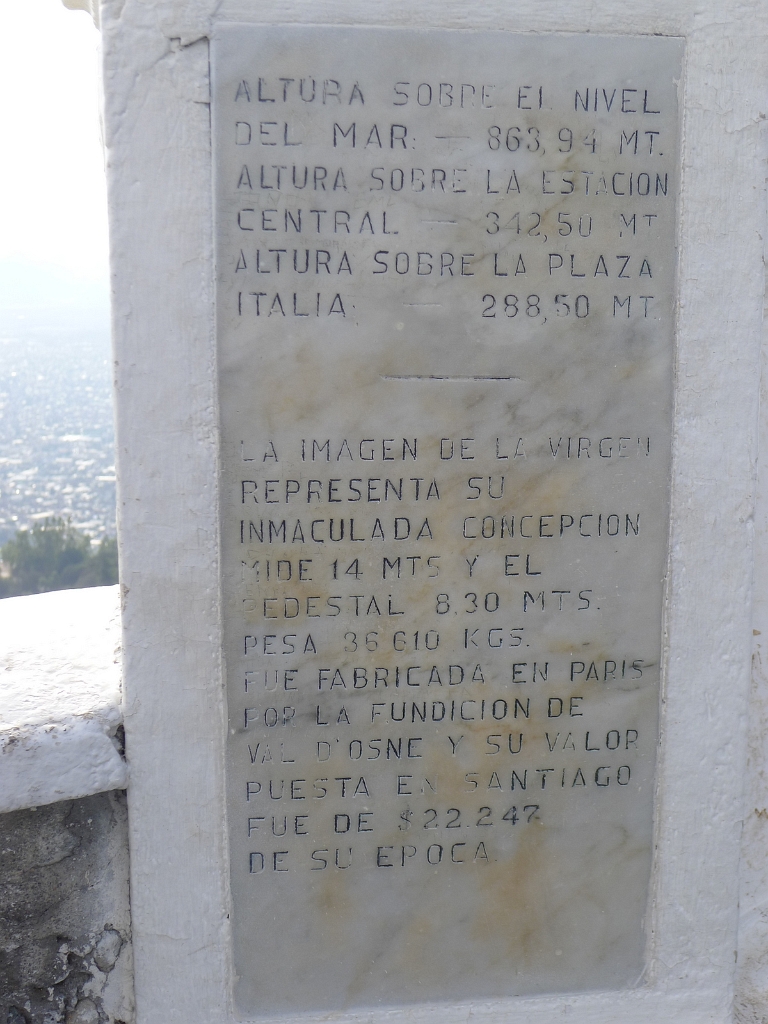 ALTURA SOBRE EL NIVEL
DEL MAR: — 863,94 MT.
ALTURA SOBRE LA ESTACION
CENTRAL — 342,50 MT
ALTURA SOBRE LA PLAZA
ITALIA: — 288,50 MT.
LA IMAGEN DE LA VIRGEN
REPRESENTA SU
INMACULADA CONCEPCION
MIDE 14 MTS Y EL
PEDESTAL 8.30 MTS.
PESA 36 610 KGS.
FUE FABRICADA EN PARIS
POR LA FUNDICION DE
VAL D'OSNE Y SU VALOR
PUESTA EN SANTIAGO
FUE DE $22.247
DE SU EPOCA